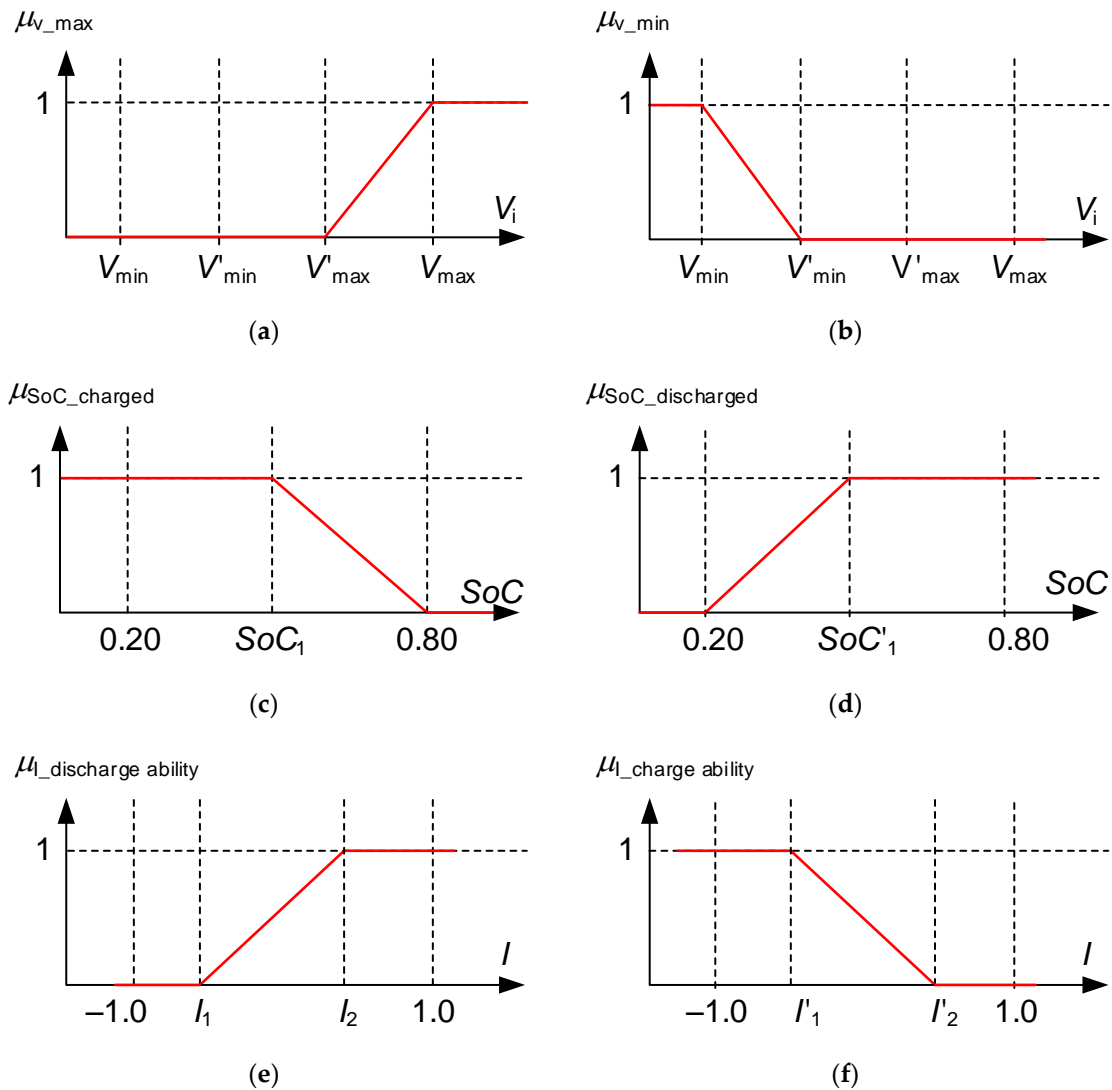 μv_max
1
Vi
Vmin V'min V'max Vmax
(a)
μv_min
1
Vi
Vmin V'min V'max Vmax
(b)
μSoC_charged
1
SoC
0.20 SoC1 0.80
(c)
μSoC_discharged
1
SoC
0.20 SoC'1 0.80
(d)
μI_discharge ability
1
I
–1.0 I1 I2 1.0
(e)
μI_charge ability
1
I
–1.0 I'1 I'2 1.0
(f)